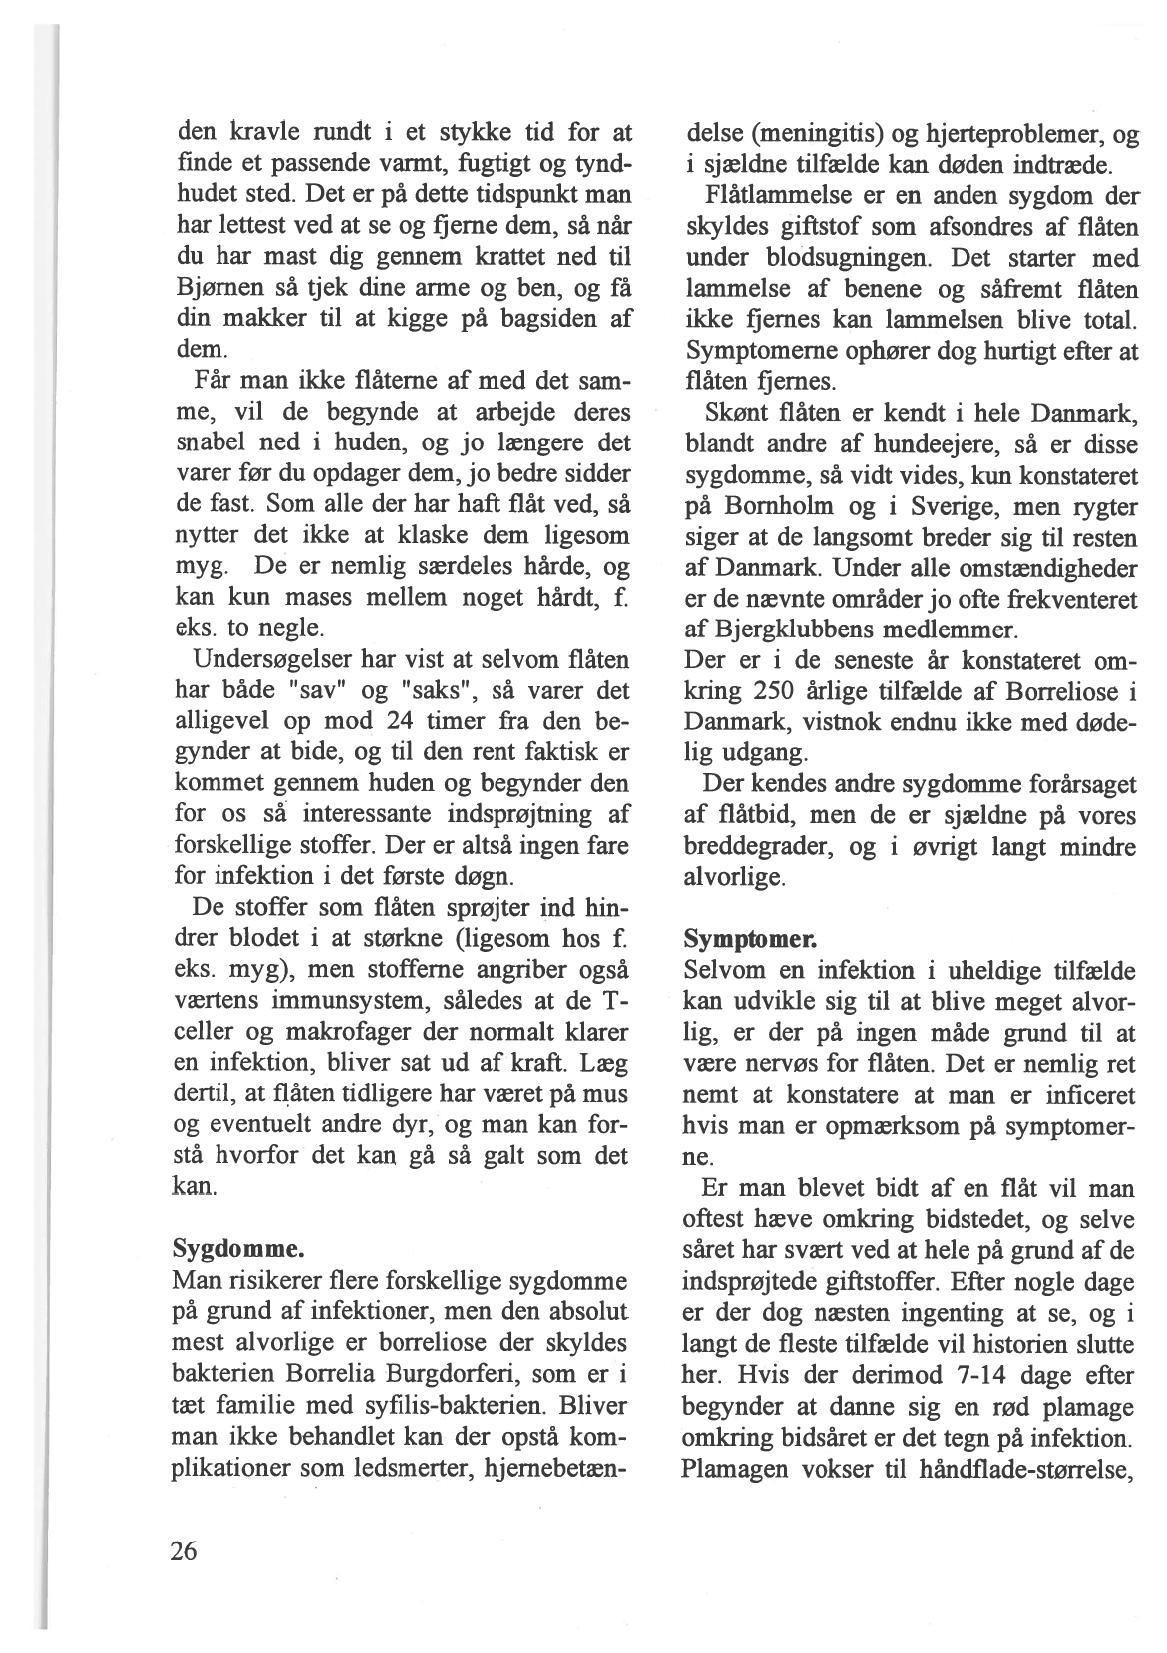 den kravle rundt i et stykke tid for at
finde et passende varmt, fugtigt og tynd-
hudet sted. Det er på dette tidspunkt man
har lettest ved at se og fjerne dem, så når
du har mast dig gennem krattet ned til
Bjørnen så tjek dine arme og ben, og få
din makker til at kigge på bagsiden af
dem.
Får man ikke flåterne af med det sam-
me, vil de begynde at arbejde deres
snabel ned i huden, og jo længere det
varer før du opdager dem, jo bedre sidder
de fast. Som alle der har haft flåt ved, så
nytter det ikke at klaske dem ligesom
myg. De er nemlig særdeles hårde, og
kan kun mases mellem noget hårdt, f.
eks. to negle.
Undersøgelser har vist at selvom flåten
har både "sav" og "saks", så varer det
alligevel op mod 24 timer fra den be-
gynder at bide, og til den rent faktisk er
kommet gennem huden og begynder den
for os så interessante indsprøjtning af
forskellige stoffer. Der er altså ingen fare
for infektion i det første døgn.
De stoffer som flåten sprøjter ind hin-
drer blodet i at størkne (ligesom hos f.
eks. myg), men stofferne angriber også
værtens immunsystem, således at de T-
celler og makrofager der normalt klarer
en infektion, bliver sat ud af kraft. Læg
dertil, at flåten tidligere har været på mus
og eventuelt andre dyr, og man kan for-
stå hvorfor det kan gå så galt som det
kan.
Sygdomme.
Man risikerer flere forskellige sygdomme
på grund af infektioner, men den absolut
mest alvorlige er borreliose der skyldes
bakterien Borrelia Burgdorferi, som er i
tæt familie med syfilis-bakterien. Bliver
man ikke behandlet kan der opstå kom-
plikationer som ledsmerter, hjernebetæn-
delse (meningitis) og hjerteproblemer, og
i sjældne tilfælde kan døden indtræde.
Flåtlammelse er en anden sygdom der
skyldes giftstof som afsondres af flåten
under blodsugningen. Det starter med
lammelse af benene og såfremt flåten
ikke fjernes kan lammelsen blive total.
Symptomerne ophører dog hurtigt efter at
flåten fjernes.
Skønt flåten er kendt i hele Danmark,
blandt andre af hundeejere, så er disse
sygdomme, så vidt vides, kun konstateret
på Bornholm og i Sverige, men rygter
siger at de langsomt breder sig til resten
af Danmark. Under alle omstændigheder
er de nævnte områder jo ofte frekventeret
af Bjergklubbens medlemmer.
Der er i de seneste år konstateret om-
kring 250 årlige tilfælde af Borreliose i
Danmark, vistnok endnu ikke med døde-
lig udgang.
Der kendes andre sygdomme forårsaget
af flåtbid, men de er sjældne på vores
breddegrader, og i øvrigt langt mindre
alvorlige.
Symptomer.
Selvom en infektion i uheldige tilfælde
kan udvikle sig til at blive meget alvor-
lig, er der på ingen måde grund til at
være nervøs for flåten. Det er nemlig ret
nemt at konstatere at man er inficeret
hvis man er opmærksom på symptomer-
ne.
Er man blevet bidt af en flåt vil man
oftest hæve omkring bidstedet, og selve
såret har svært ved at hele på grund af de
indsprøjtede giftstoffer. Efter nogle dage
er der dog næsten ingenting at se, og i
langt de fleste tilfælde vil historien slutte
her. Hvis der derimod 7-14 dage efter
begynder at danne sig en rød plamage
omkring bidsåret er det tegn på infektion.
Plamagen vokser til håndflade-størrelse,
26